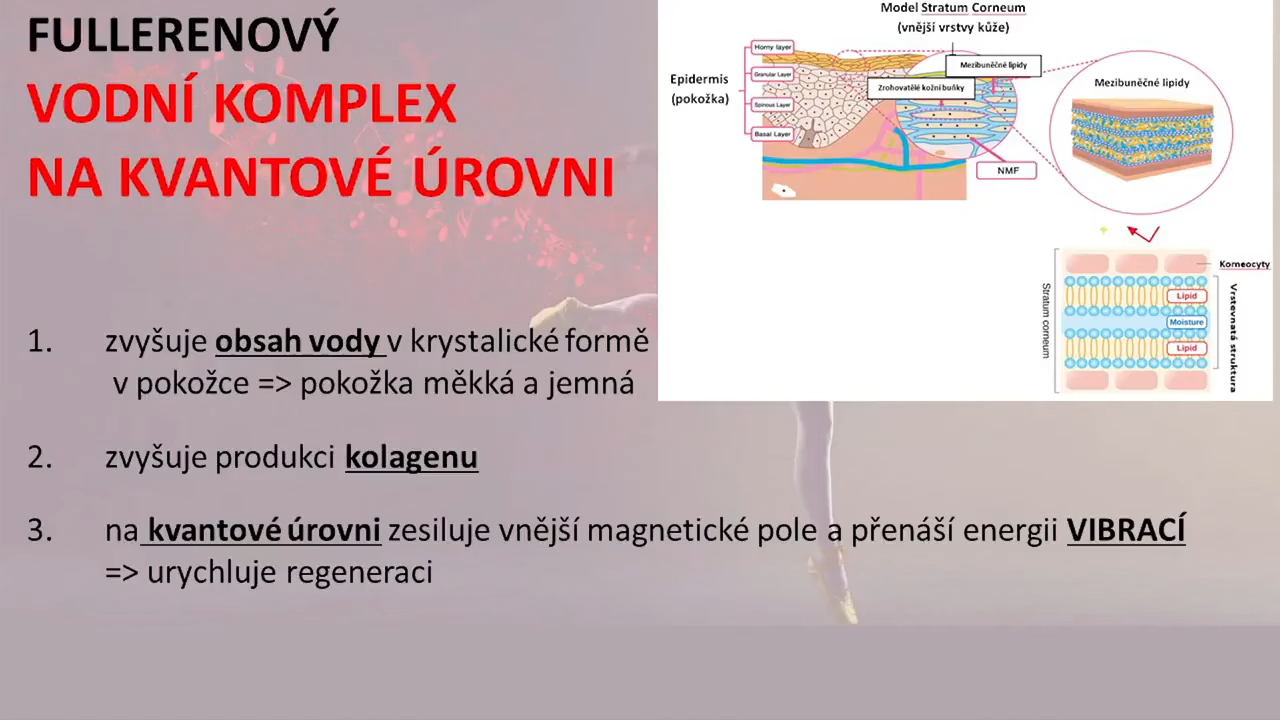 FULLERENOVÝ
VODNÍ KOMPLEX
NA KVANTOVÉ ÚROVNI
1. zvyšuje obsah vody v krystalické formě
v pokožce => pokožka měkká a jemná
2. zvyšuje produkci kolagenu
3. na kvantové úrovni zesiluje vnější magnetické pole a přenáší energii VIBRACÍ
=> urychluje regeneraci
Model Stratum Corneum
(vnější vrstvy kůže)
Epidermis
(pokožka)
Horny layer
Granular Layer
Spinous Layer
Basal Layer
Mezibuněčné lipidy
Zrohovatělé kožní buňky
NMF
Mezibuněčné lipidy
Korneocyty
Stratum corneum
Lipid
Moisture
Lipid
Vrstevnatá struktura